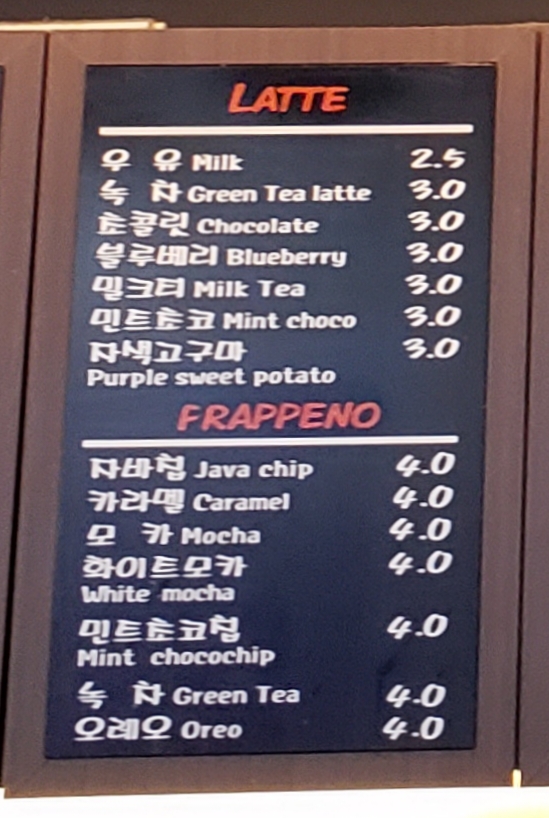 LATTE
우 유 Milk 2.5
녹 차 Green Tea latte 3.0
초콜릿 Chocolate 3.0
블루베리 Blueberry 3.0
밀크티 Milk Tea 3.0
민트초코 Mint choco 3.0
자색고구마 3.0
Purple sweet potato
FRAPPENO
자바칩 Java chip 4.0
카라멜 Caramel 4.0
모 카 Mocha 4.0
화이트모카 4.0
White mocha
민트초코칩 4.0
Mint chocochip
녹 차 Green Tea 4.0
오레오 Oreo 4.0